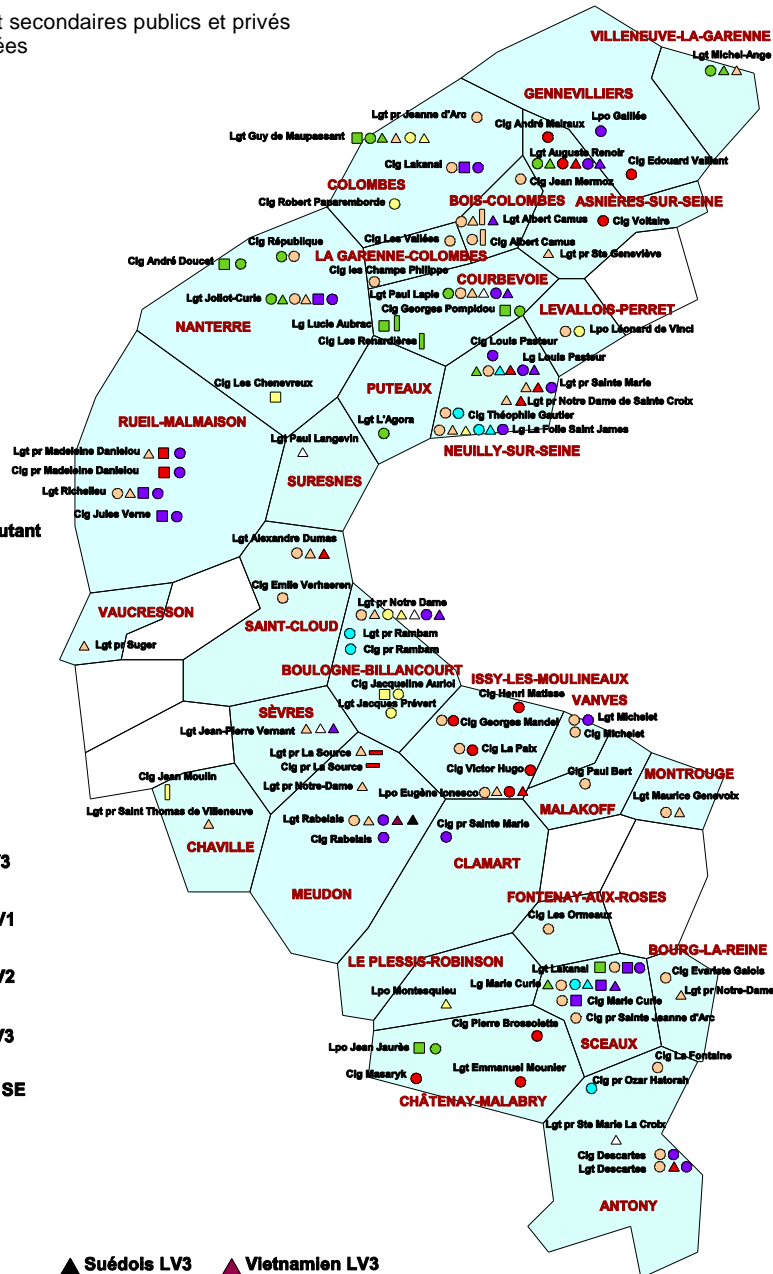 t secondaires publics et privés
ées
VILLENEUVE-LA-GARENNE
Lgt Michel-Ange
GENNEVILLIERS
Lgt pr Jeanne d'Arc
Clg André Malraux
Lpo Galilée
Lgt Guy de Maupassant
Lgt Auguste Renoir
Clg Lakanal
Clg Edouard Vaillant
Clg Jean Mermoz
COLOMBES
BOIS-COLOMBES
ASNIÈRES-SUR-SEINE
Clg Robert Paparemborde
Lgt Albert Camus
Clg Voltaire
Clg Les Vallées
Clg Albert Camus
Clg République
LA GARENNE-COLOMBES
Lgt pr Ste Geneviève
Clg André Doucet
Clg les Champs Philippe
COURBEVOIE
Lgt Joliot-Curie
Lgt Paul Lapie
Clg Georges Pompidou
LEVALLOIS-PERRET
NANTERRE
Lg Lucie Aubrac
Lpo Léonard de Vinci
Clg Les Renardières
Clg Louis Pasteur
Lg Louis Pasteur
Clg Les Chenevreux
PUTEAUX
Lgt pr Sainte Marie
Lgt pr Notre Dame de Sainte Croix
RUEIL-MALMAISON
Lgt L'Agora
Clg Théophile Gautier
Lg La Folie Saint James
Lgt Paul Langevin
NEUILLY-SUR-SEINE
Lgt pr Madeleine Danielou
Clg pr Madeleine Danielou
SURESNES
Lgt Richelieu
Clg Jules Verne
utant
Lgt Alexandre Dumas
Clg Emile Verhaeren
VAUCRESSON
Lgt pr Notre Dame
SAINT-CLOUD
Lgt pr Rambam
Lgt pr Suger
Clg pr Rambam
BOULOGNE-BILLANCOURT
ISSY-LES-MOULINEAUX
Clg Jacqueline Auriol
Clg Henri Matisse
VANVES
SÈVRES
Lgt Jacques Prévert
Clg Georges Mandel
Lgt Michelet
Lgt Jean-Pierre Vernant
Clg Michelet
Lgt pr La Source
Clg La Paix
Clg pr La Source
Clg Victor Hugo
Clg Jean Moulin
Lgt pr Notre-Dame
Clg Paul Bert
MONTROUGE
Lpo Eugène Ionesco
Lgt Maurice Genevoix
Lgt pr Saint Thomas de Villeneuve
MALAKOFF
Lgt Rabelais
Clg pr Sainte Marie
CHAVILLE
Clg Rabelais
V3
CLAMART
MEUDON
FONTENAY-AUX-ROSES
V1
Clg Les Ormeaux
BOURG-LA-REINE
LE PLESSIS-ROBINSON
Lgt Lakanal
Clg Evariste Galois
V2
Lg Marie Curie
Lgt pr Notre-Dame
Lpo Montesquieu
Clg Marie Curie
Clg pr Sainte Jeanne d'Arc
Clg Pierre Brossolette
V3
Lpo Jean Jaurès
SCEAUX
Clg La Fontaine
Clg Masaryk
Lgt Emmanuel Mounier
Clg pr Ozar Hatorah
SE
CHÂTENAY-MALABRY
Lgt pr Ste Marie La Croix
Clg Descartes
Lgt Descartes
ANTONY
Suédois LV3
Vietnamien LV3